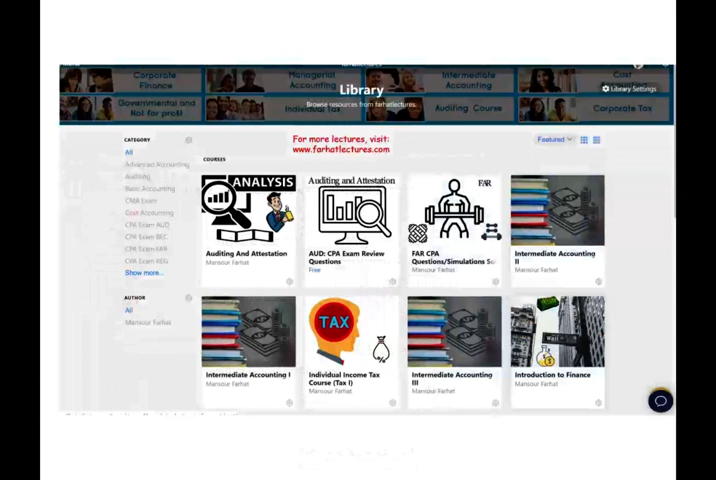 farhatlectures
Corporate Finance
Managerial Accounting
Intermediate Accounting
Cost Accounting
Library
Library Settings
Browse resources from farhatlectures.
Governmental and Not for profit
Individual Tax
Auditing Course
Corporate Tax
For more lectures, visit:
www.farhatlectures.com
Featured
CATEGORY
All
Advanced Accounting
Auditing
Basic Accounting
CMA Exam
Cost Accounting
CPA Exam AUD
CPA Exam BEC
CPA Exam FAR
CPA Exam REG
Show more...
AUTHOR
All
Mansour Farhat
COURSES
ANALYSIS
Auditing And Attestation
Mansour Farhat
Auditing and Attestation
AUD: CPA Exam Review
Questions
Free
FAR
FAR CPA
Questions/Simulations S
Mansour Farhat
Intermediate Accounting
II
Mansour Farhat
Intermediate Accounting I
Mansour Farhat
TAX
Individual Income Tax
Course (Tax I)
Mansour Farhat
Intermediate Accounting
III
Mansour Farhat
Wall
Introduction to Finance
Mansour Farhat